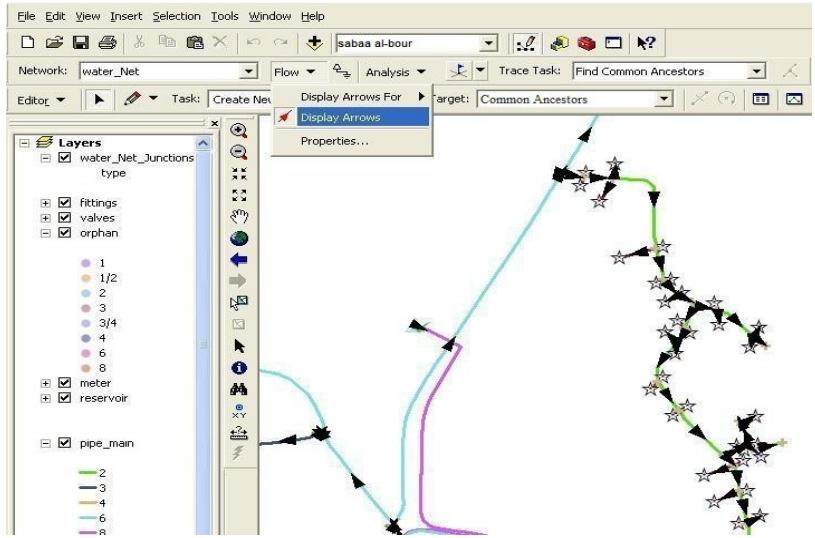 File Edit View Insert Selection Tools Window Help
sabaa al-bour
Network: water_Net Flow Analysis Trace Task: Find Common Ancestors
Editor Task: Create Ne Target: Common Ancestors
Display Arrows For
Display Arrows
Properties...
Layers
water_Net_Junctions
type
fittings
valves
orphan
1
1/2
2
3
3/4
4
6
8
meter
reservoir
pipe_main
2
3
4
6
8